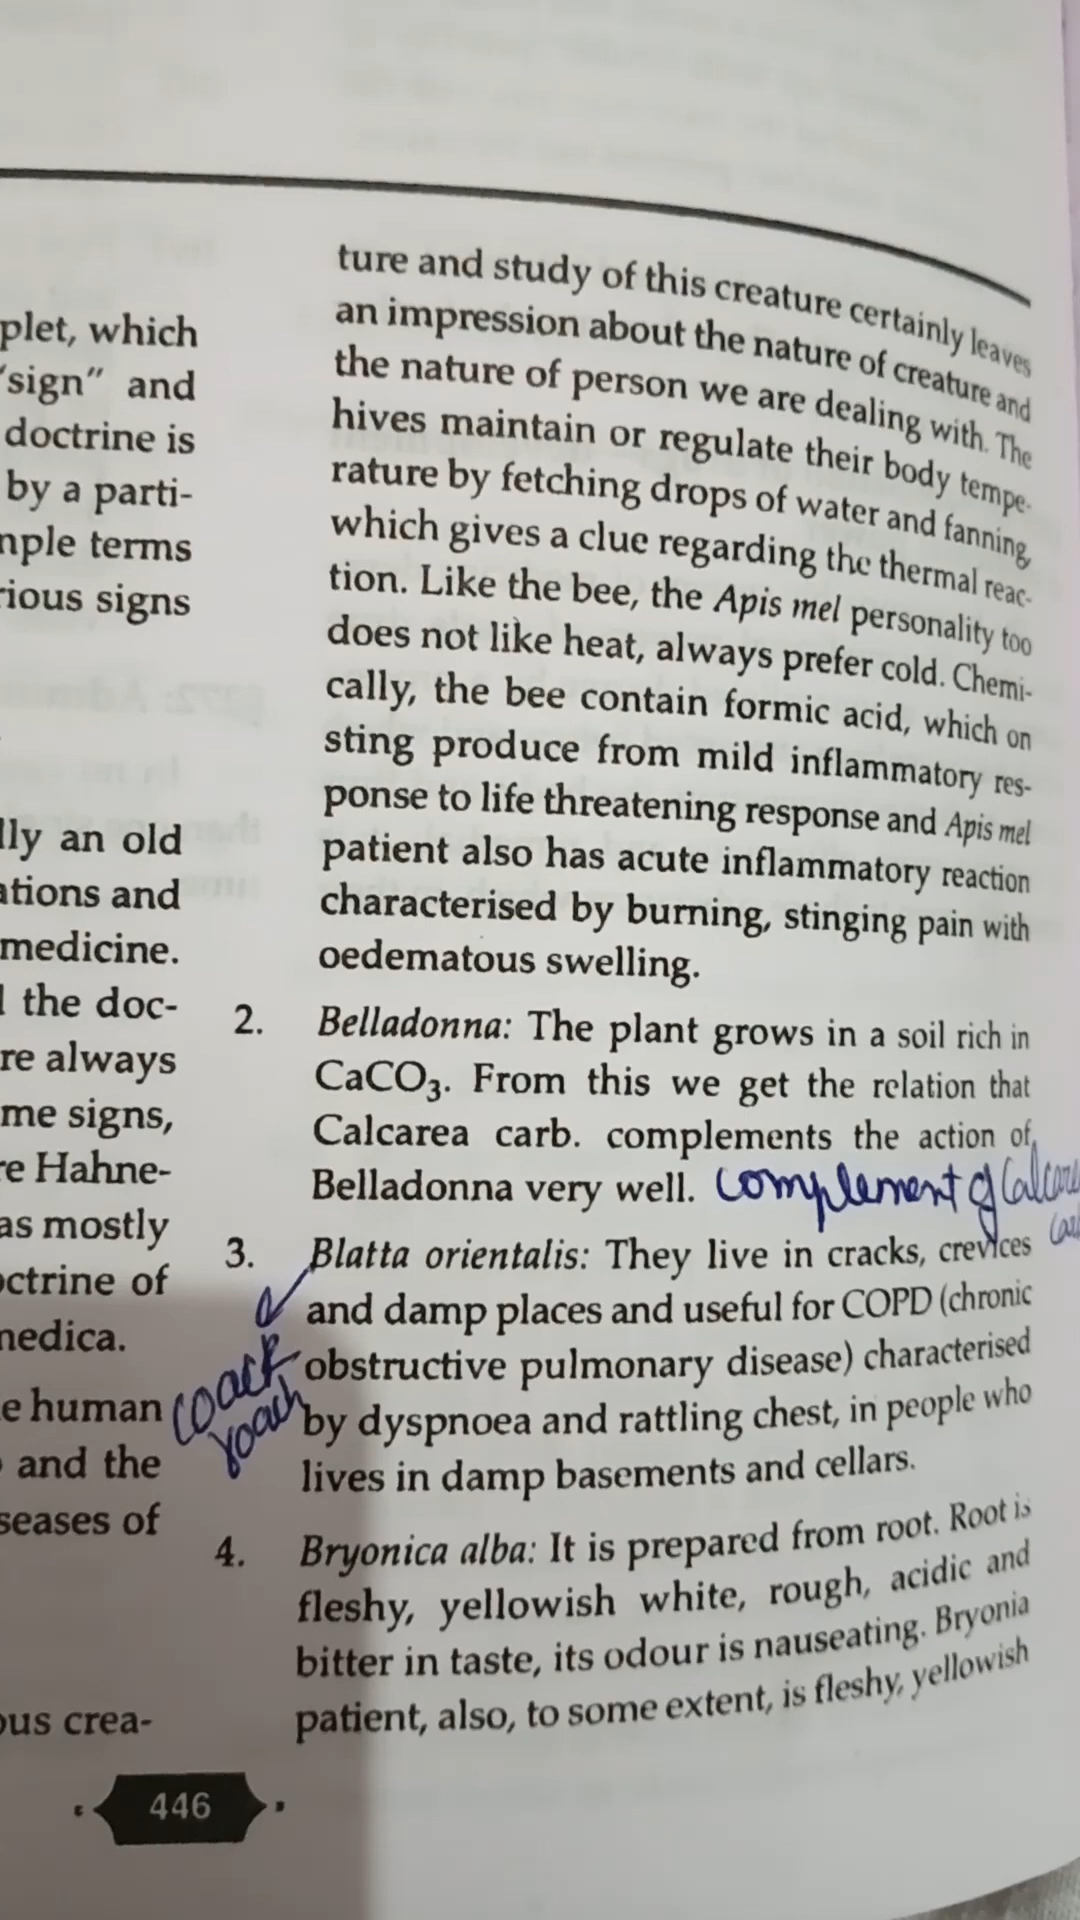 plet, which
"sign" and
doctrine is
by a parti-
mple terms
rious signs
lly an old
ations and
medicine.
the doc-
re always
me signs,
re Hahne-
as mostly
octrine of
medica.
e human
and the
seases of
ous crea-
ture and study of this creature certainly leaves
an impression about the nature of creature and
the nature of person we are dealing with. The
hives maintain or regulate their body tempe-
rature by fetching drops of water and fanning,
which gives a clue regarding the thermal reac-
tion. Like the bee, the Apis mel personality too
does not like heat, always prefer cold. Chemi-
cally, the bee contain formic acid, which on
sting produce from mild inflammatory res-
ponse to life threatening response and Apis mel
patient also has acute inflammatory reaction
characterised by burning, stinging pain with
oedematous swelling.
2. Belladonna: The plant grows in a soil rich in
CaCO3. From this we get the relation that
Calcarea carb. complements the action of
Belladonna very well. Complement of Calcare
3. Blatta orientalis: They live in cracks, crevices
and damp places and useful for COPD (chronic
obstructive pulmonary disease) characterised
by dyspnoea and rattling chest, in people who
lives in damp basements and cellars.
coack
roach
4. Bryonica alba: It is prepared from root. Root is
fleshy, yellowish white, rough, acidic and
bitter in taste, its odour is nauseating. Bryonia
patient, also, to some extent, is fleshy, yellowish
446